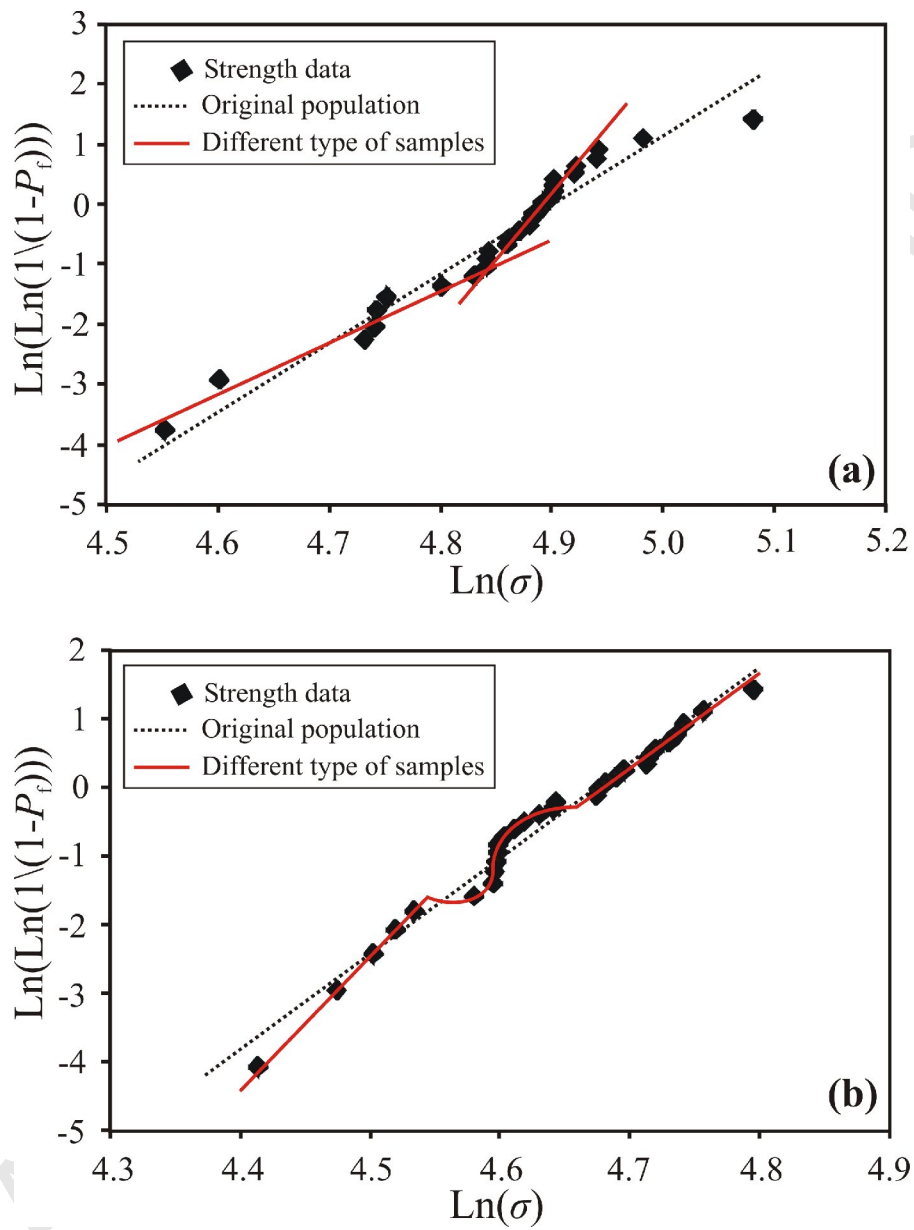 3
2
1
0
-1
-2
-3
-4
-5
Ln(Ln(1\(1-Pf)))
Strength data
Original population
Different type of samples
(a)
4.5 4.6 4.7 4.8 4.9 5.0 5.1 5.2
Ln(σ)
2
1
0
-1
-2
-3
-4
-5
Ln(Ln(1\(1-Pf)))
Strength data
Original population
Different type of samples
(b)
4.3 4.4 4.5 4.6 4.7 4.8 4.9
Ln(σ)